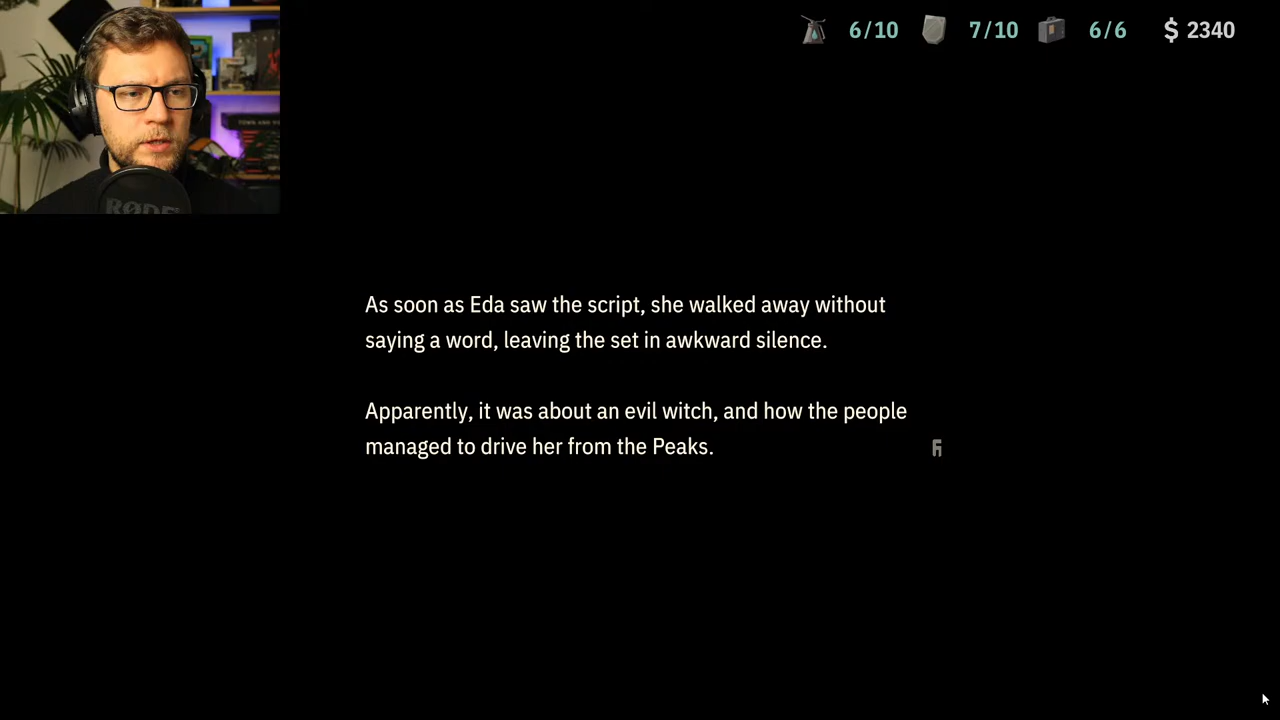 6/10 7/10 6/6 $ 2340
RØDE
As soon as Eda saw the script, she walked away without
saying a word, leaving the set in awkward silence.
Apparently, it was about an evil witch, and how the people
managed to drive her from the Peaks.